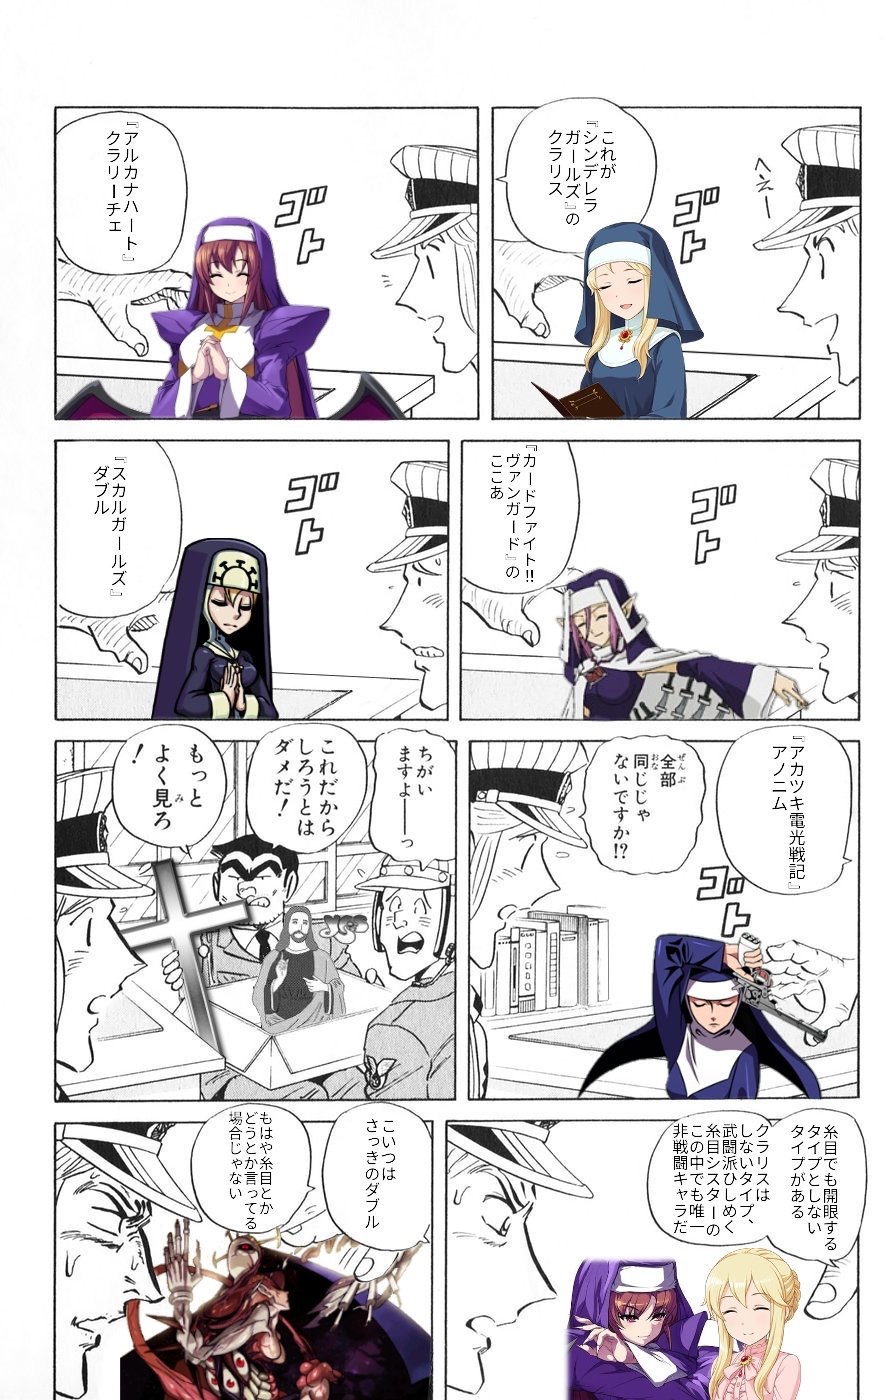 これが
『シンデレラ
ガールズ』の
クラリス
ゴト
へえー
『アルカナハート』
クラリーチェ
ゴト
『カードファイト!!
ヴァンガード』の
ここあ
ゴト
『スカルガールズ』
ダブル
ゴト
『アカツキ電光戦記』
アノニム
ゴト
全部
ぜんぶ
同じじゃ
おな
ないですか!?
ちがい
ますよーっ
これだから
しろうとは
ダメだ!
もっと
よく見ろ
み
!
糸目でも開眼する
タイプとしない
タイプがある
クラリスは
しないタイプ、
武闘派ひしめく
糸目シスターの
この中でも唯一
非戦闘キャラだ
こいつは
さっきのダブル
もはや糸目とか
どうとか言ってる
場合じゃない